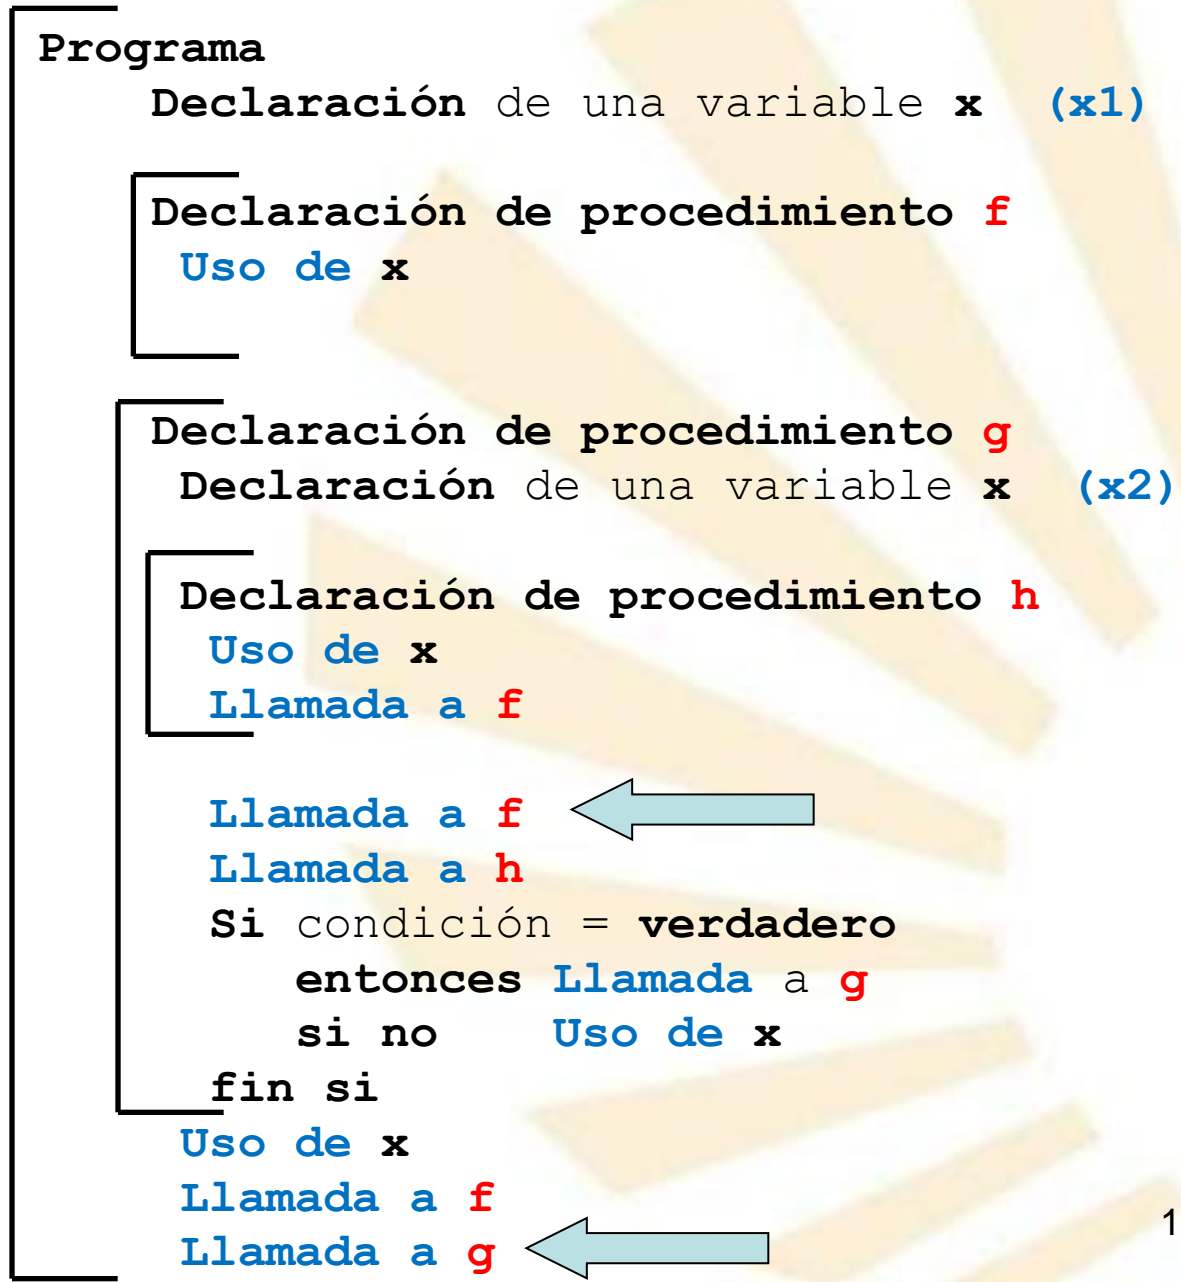 Programa
Declaración de una variable x (x1)
Declaración de procedimiento f
Uso de x
Declaración de procedimiento g
Declaración de una variable x (x2)
Declaración de procedimiento h
Uso de x
Llamada a f
Llamada a f
Llamada a h
Si condición = verdadero
entonces Llamada a g
si no Uso de x
fin si
Uso de x
Llamada a f
Llamada a g
1